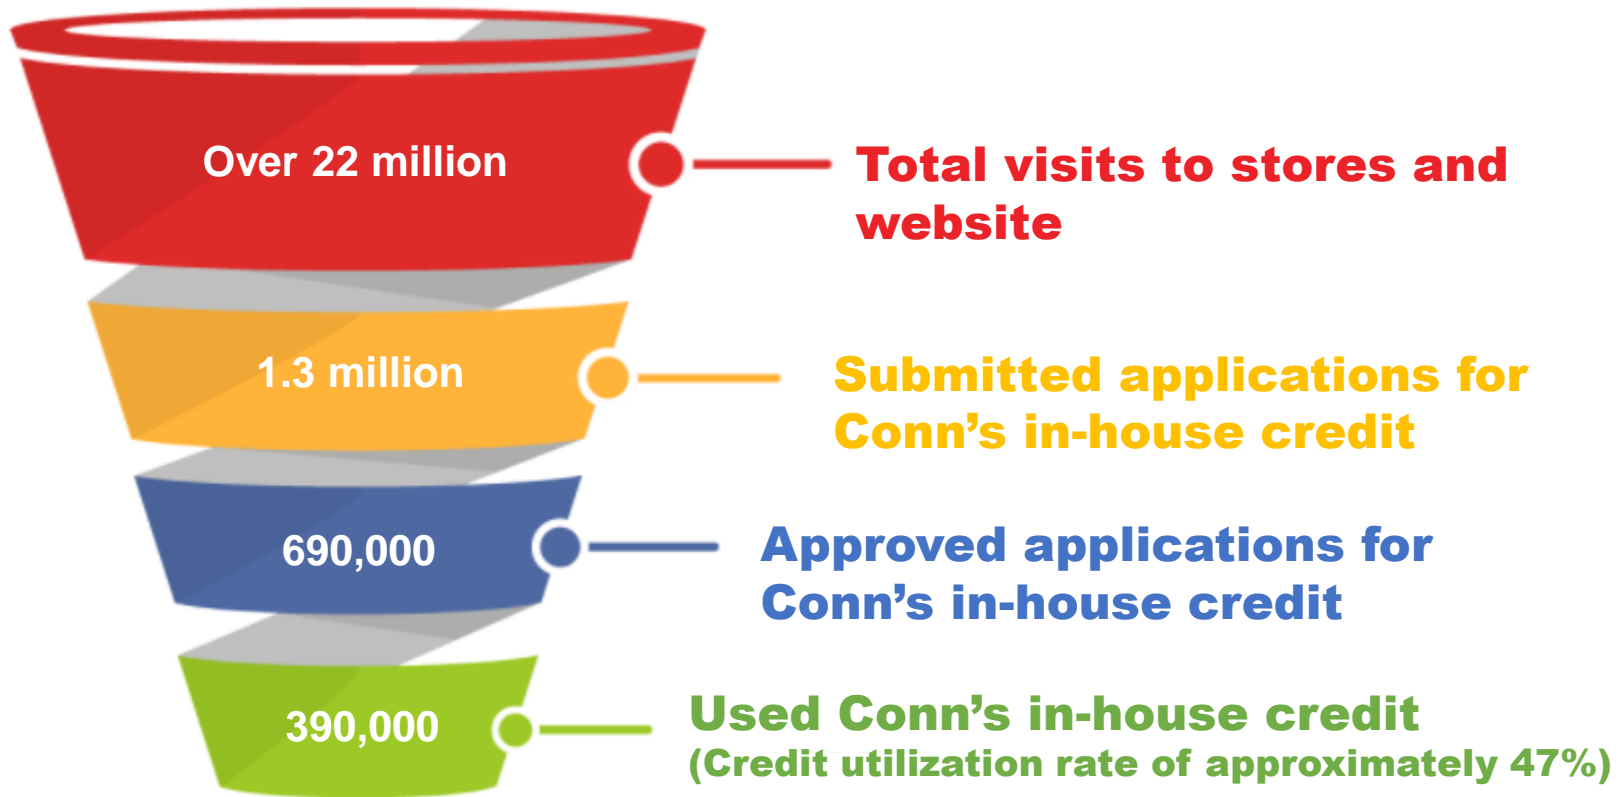 Over 22 million
Total visits to stores and
website
1.3 million
Submitted applications for
Conn’s in-house credit
690,000
Approved applications for
Conn’s in-house credit
390,000
Used Conn’s in-house credit
(Credit utilization rate of approximately 47%)